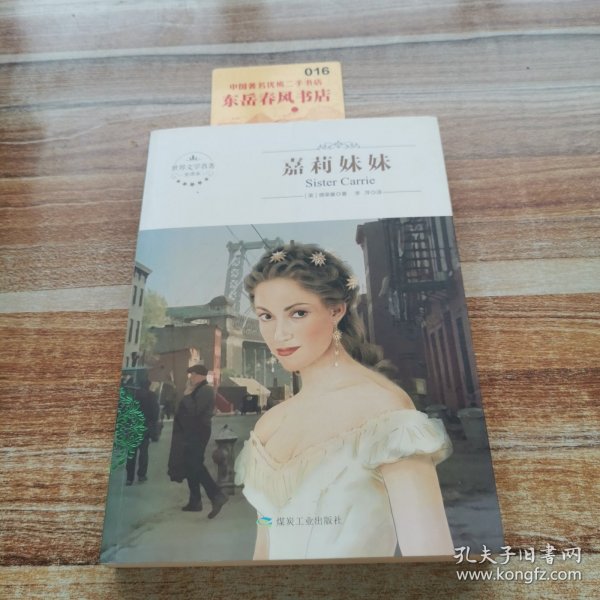 016
中国著名优质二手书店
东岳春风书店
世界文学名著
嘉莉妹妹
Sister Carrie
煤炭工业出版社
孔夫子旧书网
www.kongfz.com